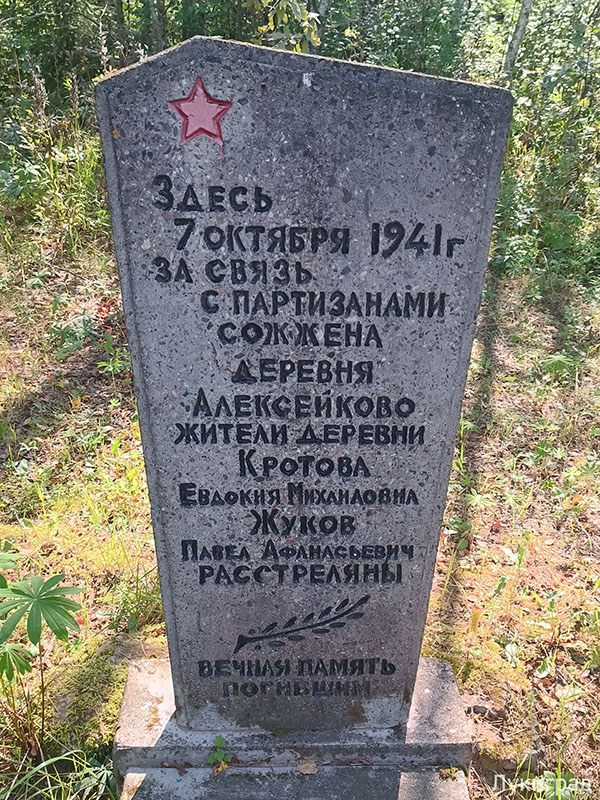 Здесь
7 октября 1941г
за связь
с партизанами
сожжена
деревня
Алексейково
жители деревни
Кротова
Евдокия Михайловна
Жуков
Павел Афанасьевич
расстреляны
вечная память
погибшим